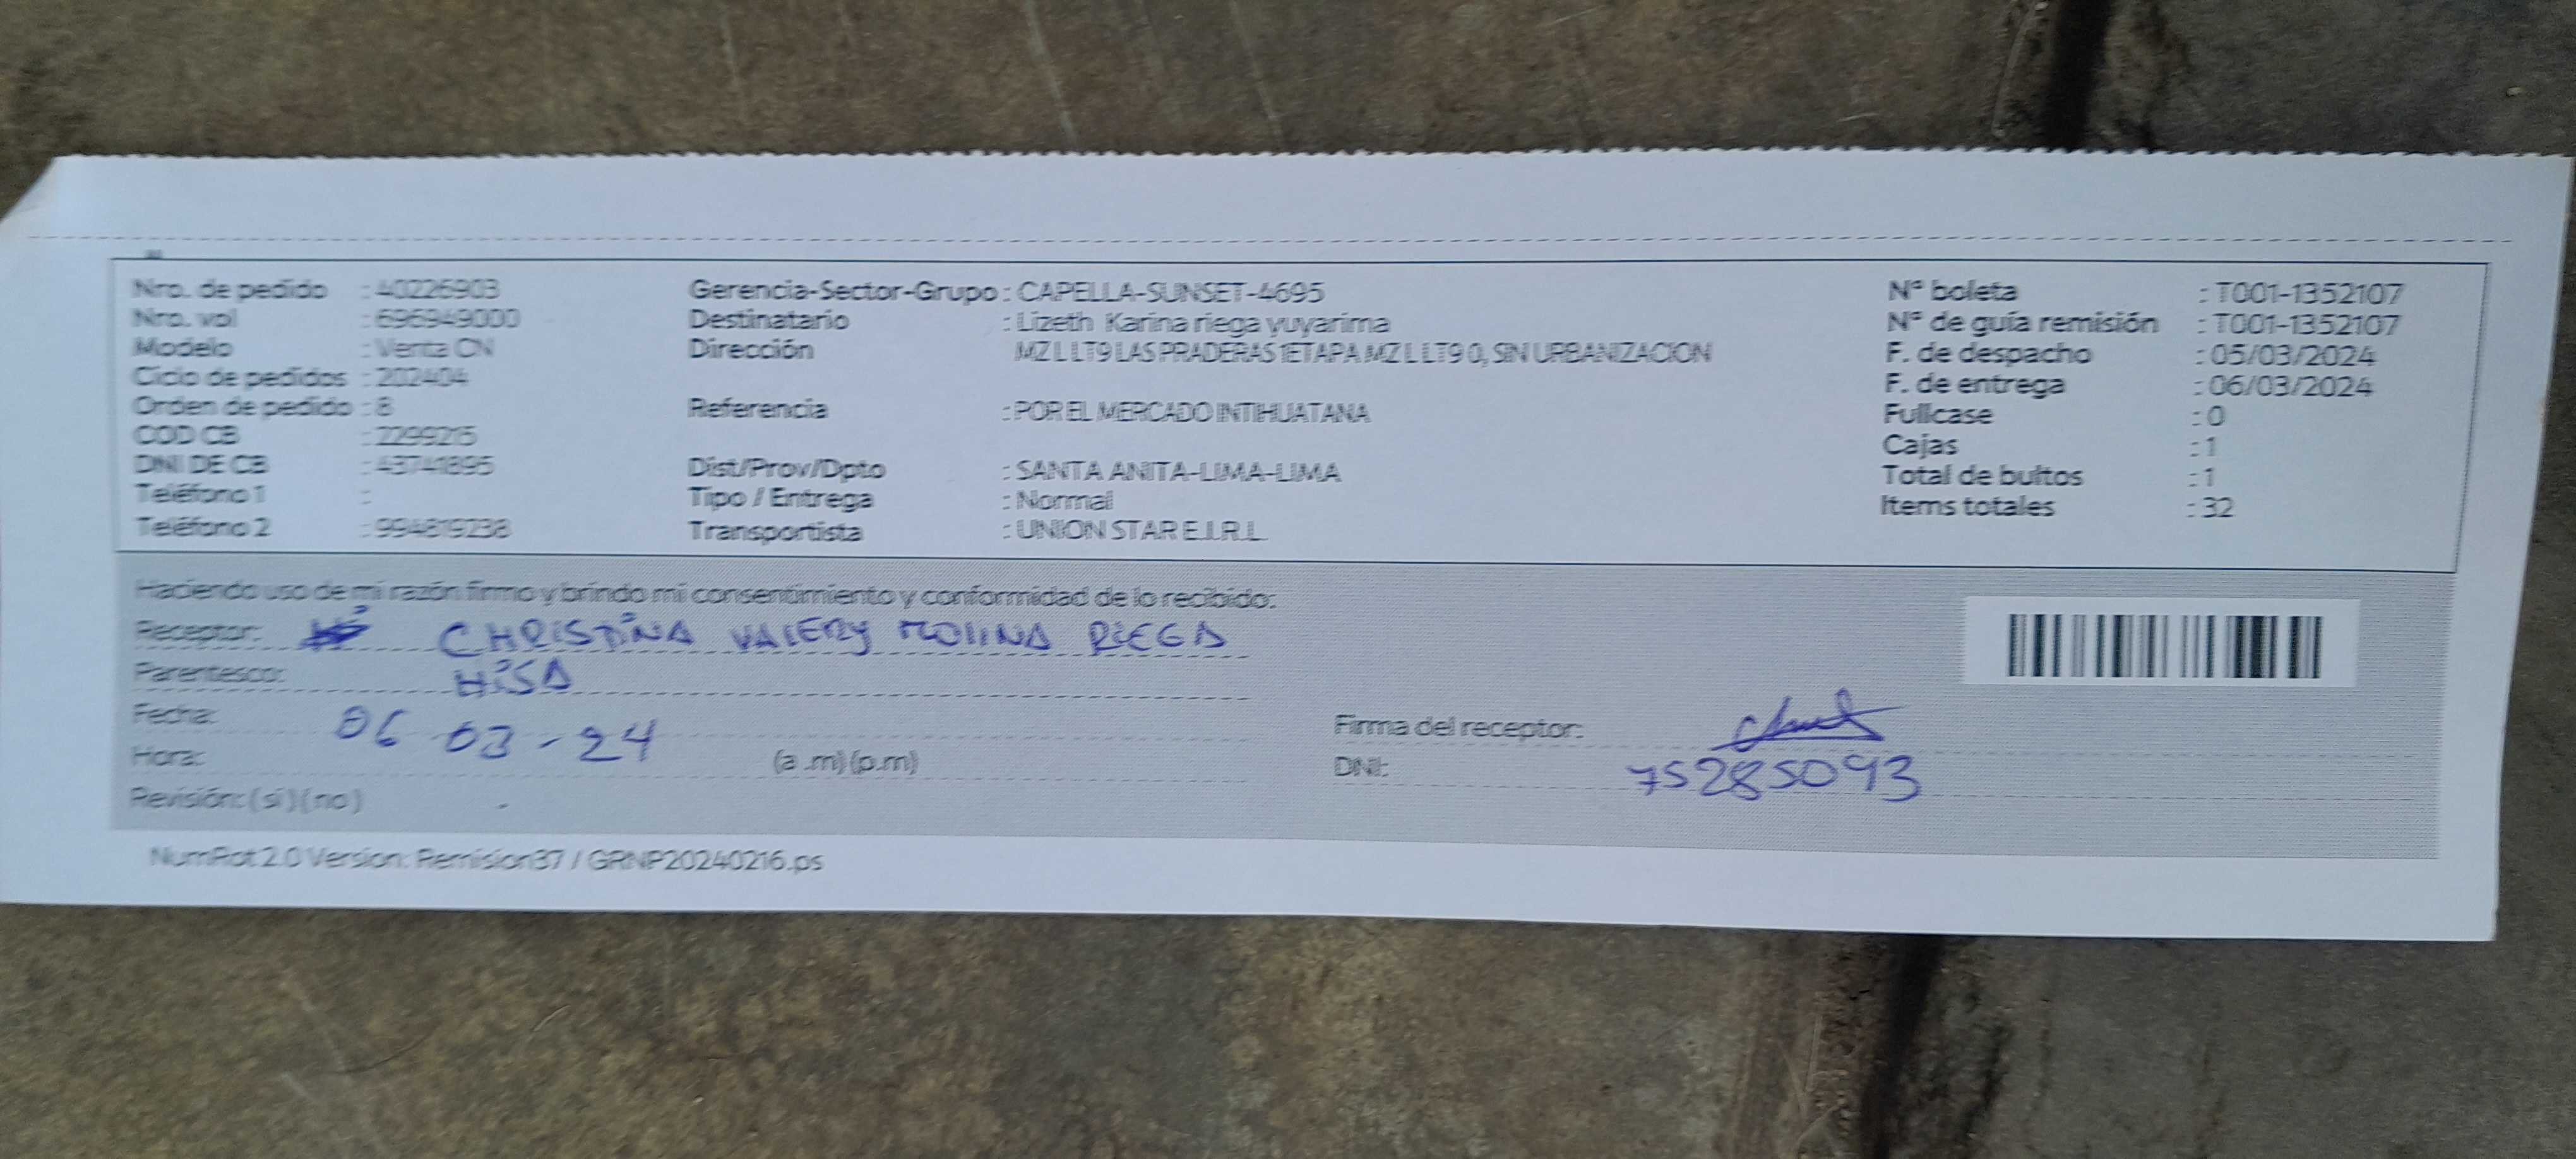 Nro. de pedido : 40226903
Nro. vol : 696949000
Modelo : Venta CN
Ciclo de pedidos : 202404
Orden de pedido : 8
COD CB : 2299215
DNI DE CB : 43741895
Teléfono 1 :
Teléfono 2 : 994819238
Gerencia-Sector-Grupo : CAPELLA-SUNSET-4695
Destinatario : Lizeth Karina riega yuyarima
Dirección MZ L LT9 LAS PRADERAS 1ETAPA MZ L LT9 0, SIN URBANIZACION
Referencia : POR EL MERCADO INTIHUATANA
Dist/Prov/Dpto : SANTA ANITA-LIMA-LIMA
Tipo / Entrega : Normal
Transportista : UNION STAR E.I.R.L.
N° boleta : T001-1352107
N° de guía remisión : T001-1352107
F. de despacho : 05/03/2024
F. de entrega : 06/03/2024
Fullcase : 0
Cajas : 1
Total de bultos : 1
Items totales : 32
Haciendo uso de mi razón firmo y brindo mi consentimiento y conformidad de lo recibido:
Receptor: CHRISTINA VALERY MOLINA RIEGA
Parentesco: HIJA
Fecha: 06-03-24
Hora: (a .m) (p.m)
Revisión: (si) (no)
Firma del receptor:
DNI: 75285093
NumRot 2.0 Version: Remision37 / GRNP20240216.ps